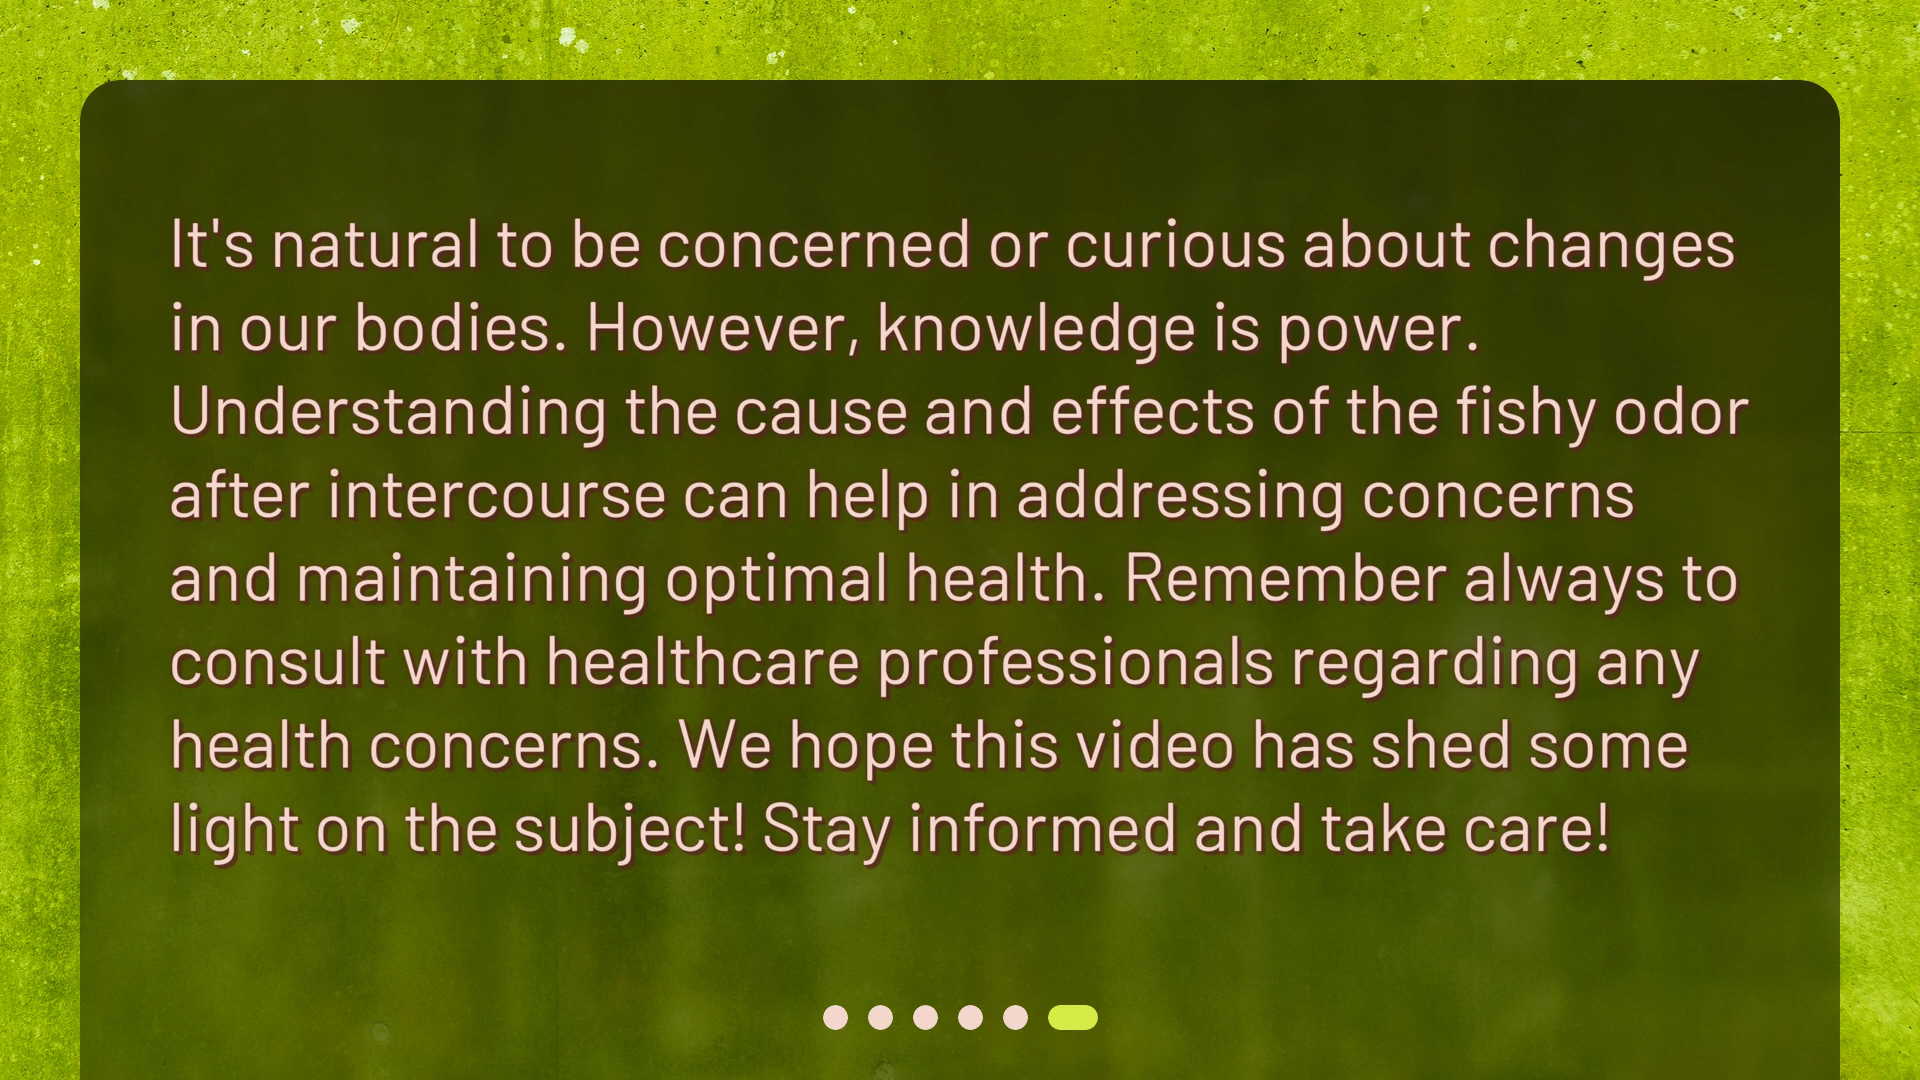 It's natural to be concerned or curious about changes
in our bodies. However, knowledge is power.
Understanding the cause and effects of the fishy odor
after intercourse can help in addressing concerns
and maintaining optimal health. Remember always to
consult with healthcare professionals regarding any
health concerns. We hope this video has shed some
light on the subject! Stay informed and take care!